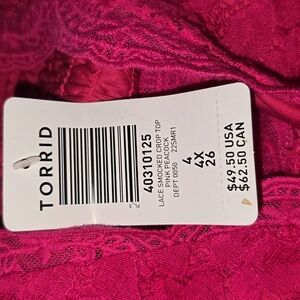 TORRID
40310125
LACE SMOCKED CROP TOP
PINK PEACOCK
DEPT 0050 225MR1
4
4X
26
$49.50 USA
$62.50 CAN